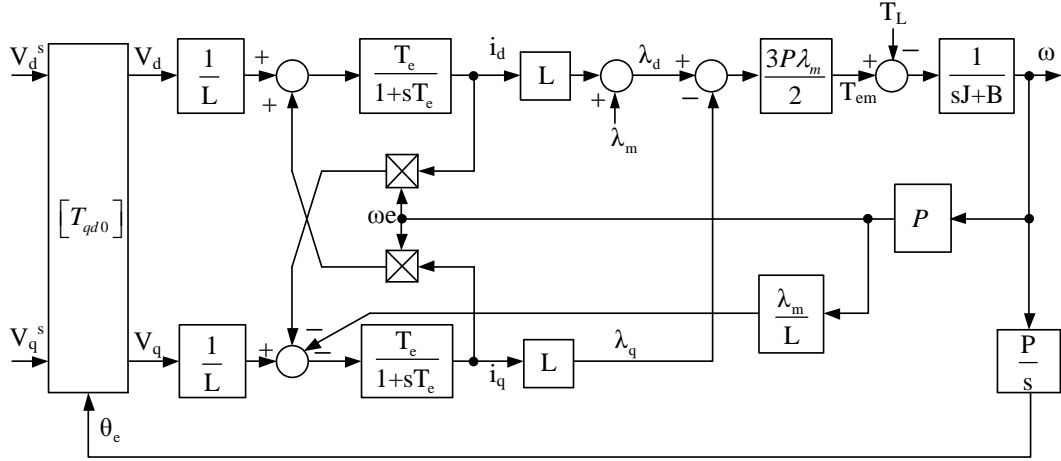 V_d^s
V_d
1/L
+
+
T_e/(1+sT_e)
i_d
L
+
λ_d
λ_m
+
−
3Pλ_m/2
T_em
T_L
+
−
1/(sJ+B)
ω
[T_qd0]
ωe
P
λ_m/L
V_q^s
V_q
1/L
+
−
−
T_e/(1+sT_e)
i_q
L
λ_q
P/s
θ_e